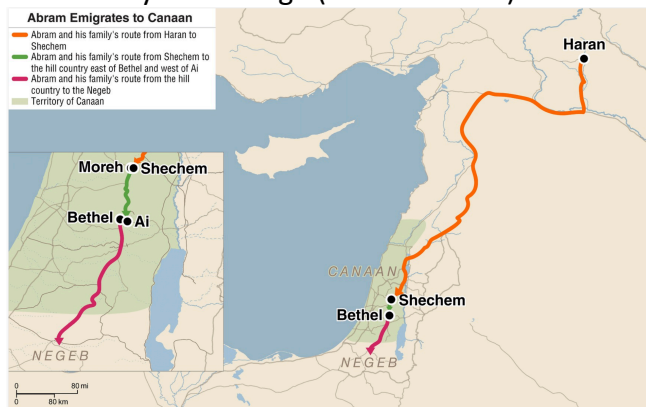 Abram Emigrates to Canaan
Abram and his family's route from Haran to
Shechem
Abram and his family's route from Shechem to
the hill country east of Bethel and west of Ai
Abram and his family's route from the hill
country to the Negeb
Territory of Canaan
Haran
Moreh
Shechem
Bethel
Ai
NEGEB
CANAAN
Shechem
Bethel
NEGEB
0 80 mi
0 80 km